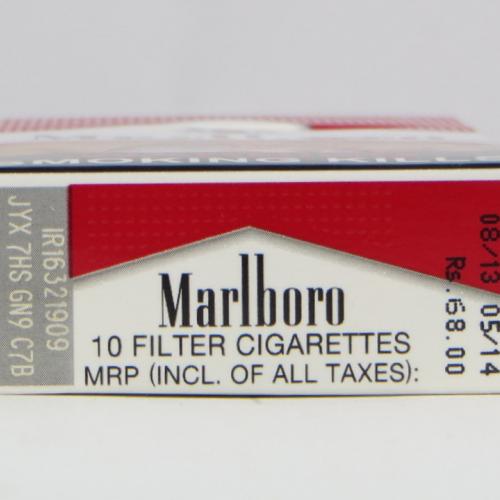 SMOKING KILL
IR16321909
JYX 7HS GN9 C7B
Marlboro
10 FILTER CIGARETTES
MRP (INCL. OF ALL TAXES):
08/13 05/14
Rs. 68.00